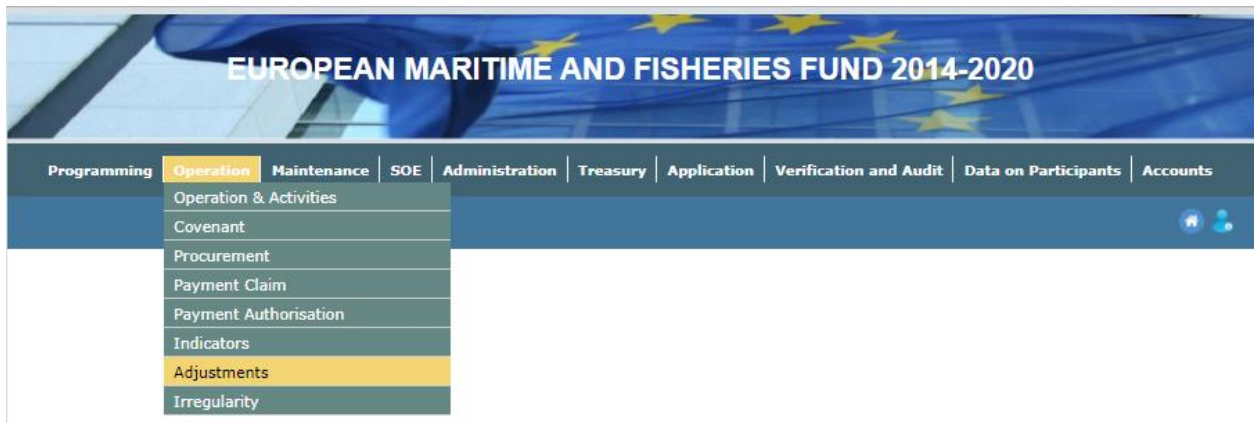 EUROPEAN MARITIME AND FISHERIES FUND 2014-2020
Programming Operation Maintenance SOE Administration Treasury Application Verification and Audit Data on Participants Accounts
Operation & Activities
Covenant
Procurement
Payment Claim
Payment Authorisation
Indicators
Adjustments
Irregularity